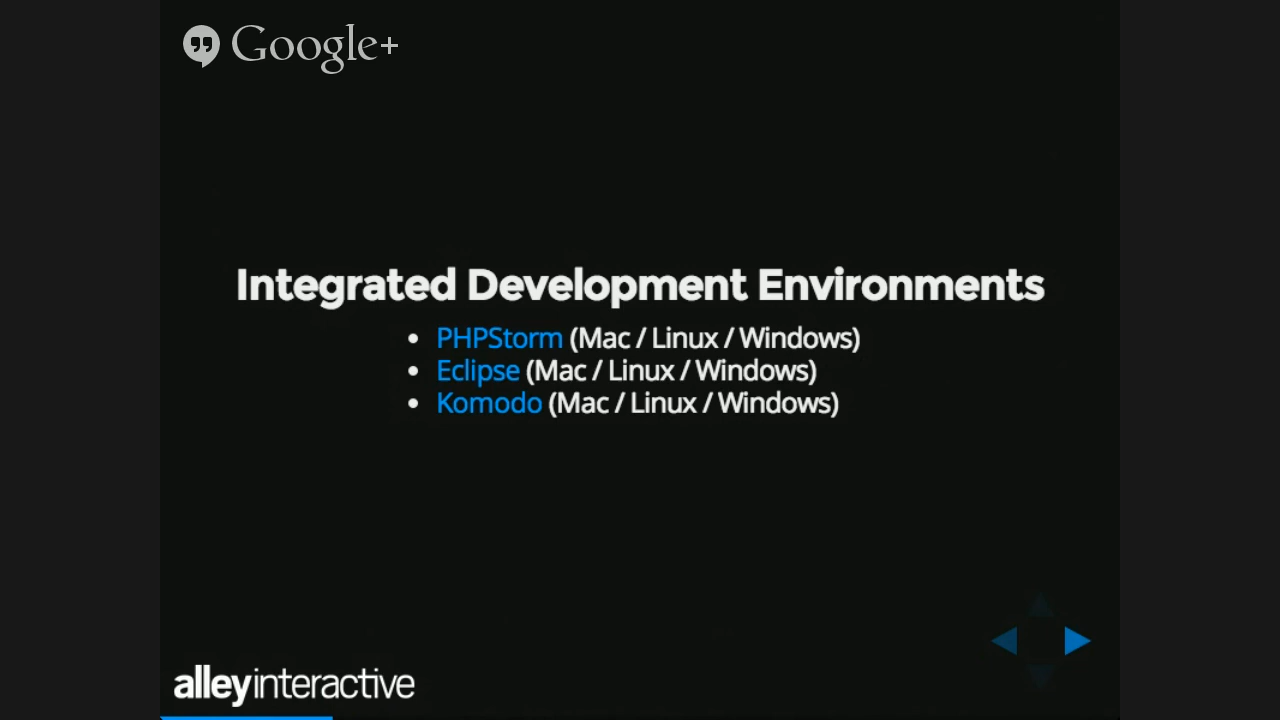 Google+
Integrated Development Environments
• PHPStorm (Mac / Linux / Windows)
• Eclipse (Mac / Linux / Windows)
• Komodo (Mac / Linux / Windows)
alleyinteractive